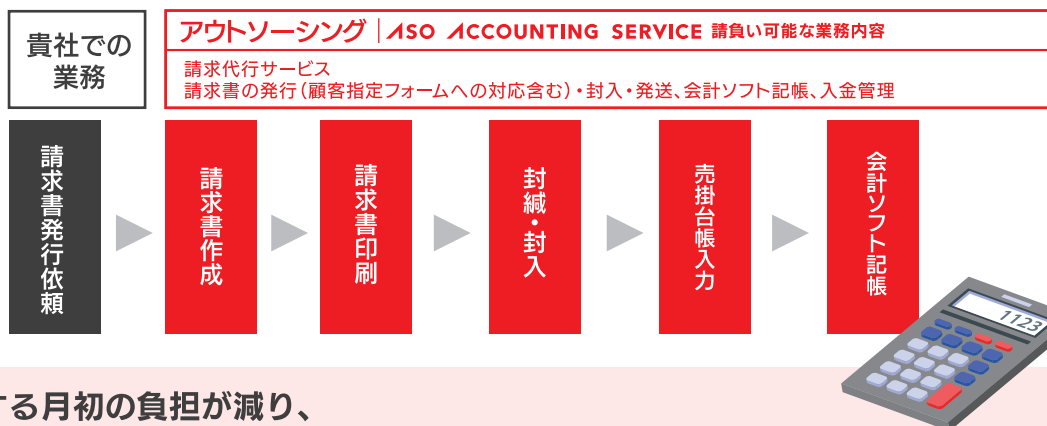 貴社での
業務
アウトソーシング | ASO ACCOUNTING SERVICE 請負い可能な業務内容
請求代行サービス
請求書の発行(顧客指定フォームへの対応含む)・封入・発送、会計ソフト記帳、入金管理
請求書発行依頼
請求書作成
請求書印刷
封緘・封入
売掛台帳入力
会計ソフト記帳
1123
する月初の負担が減り、